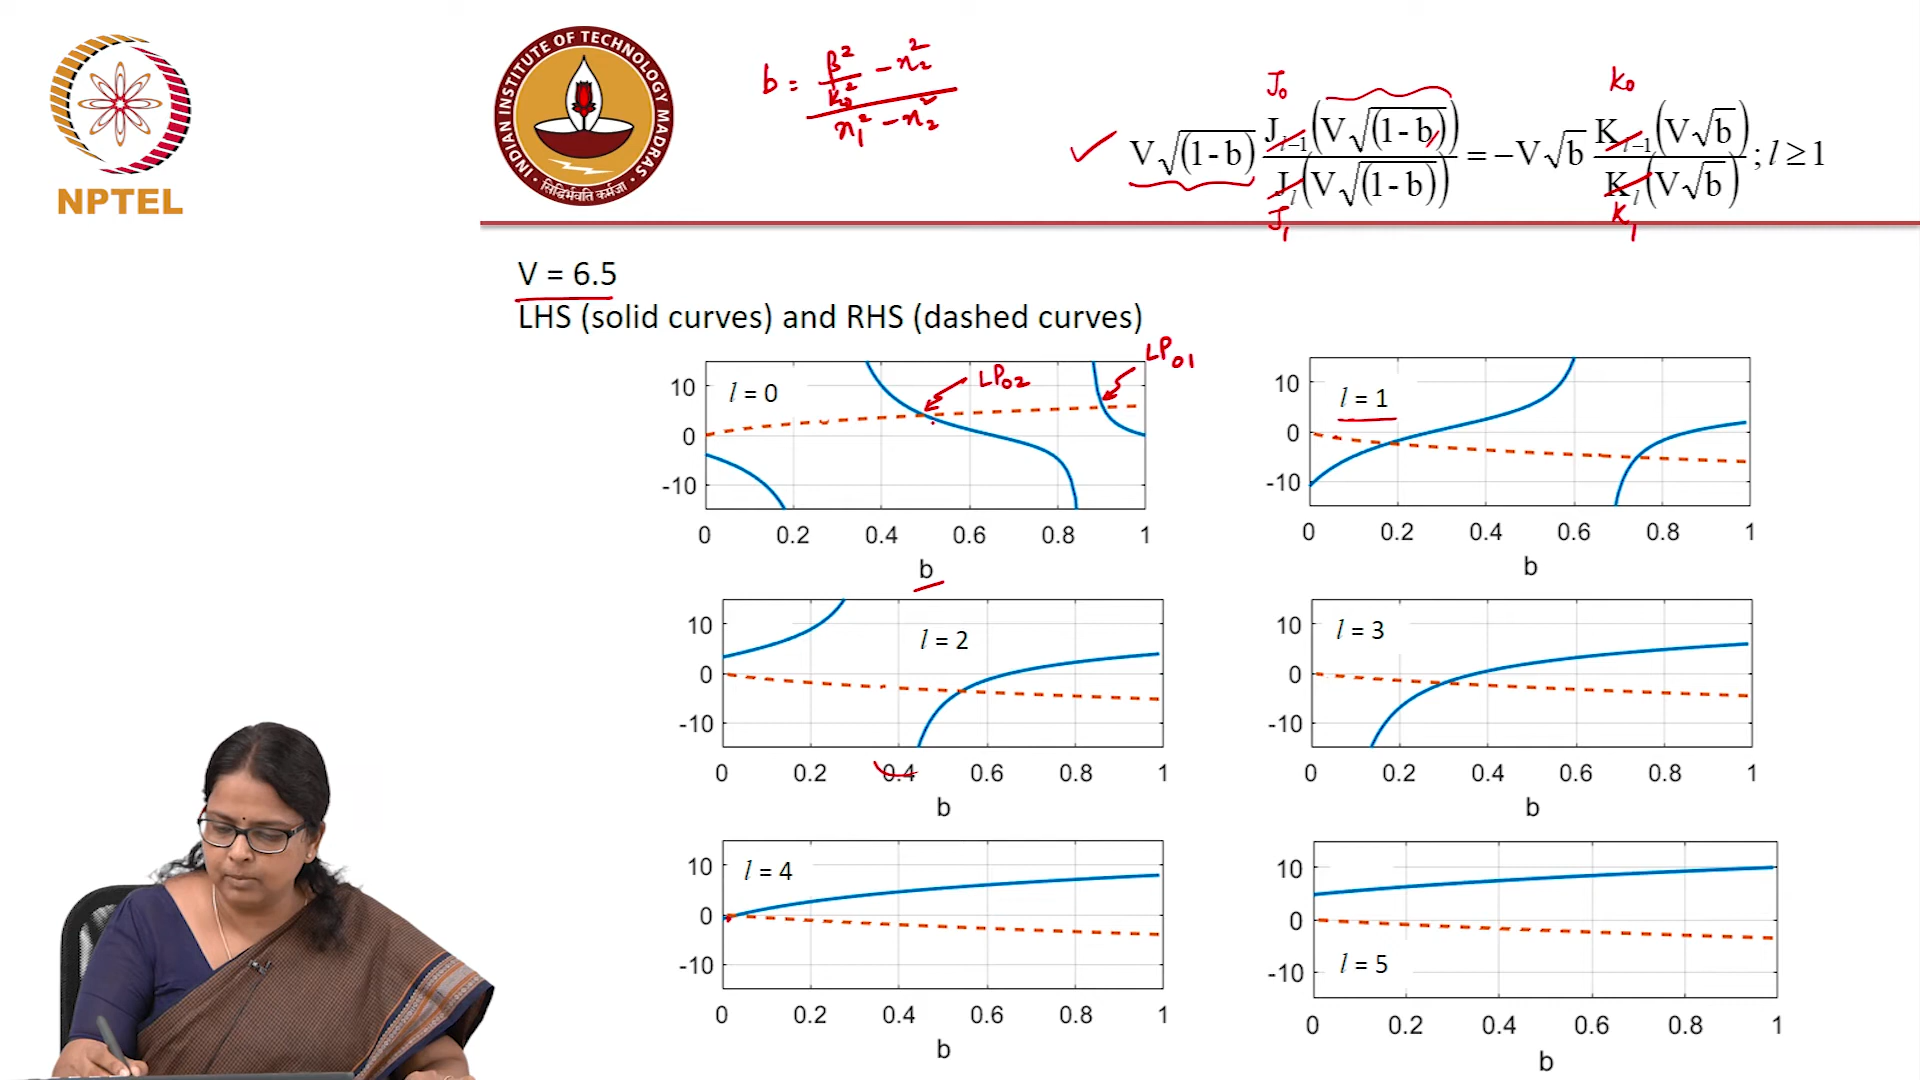 NPTEL
INDIAN INSTITUTE OF TECHNOLOGY MADRAS
सिद्धिर्भवति कर्मजा
b = (β²/k₀² − n₂²) / (n₁² − n₂²)
J₀ K₀
V√(1-b) J_{l−1}(V√(1-b)) / J_l(V√(1-b)) = −V√b K_{l−1}(V√b) / K_l(V√b) ; l ≥ 1
J₁ K₁
V = 6.5
LHS (solid curves) and RHS (dashed curves)
LP₀₂ LP₀₁
l = 0
10
0
-10
0 0.2 0.4 0.6 0.8 1
b
l = 1
10
0
-10
0 0.2 0.4 0.6 0.8 1
b
l = 2
10
0
-10
0 0.2 0.4 0.6 0.8 1
b
l = 3
10
0
-10
0 0.2 0.4 0.6 0.8 1
b
l = 4
10
0
-10
0 0.2 0.4 0.6 0.8 1
b
10
0
-10
l = 5
0 0.2 0.4 0.6 0.8 1
b